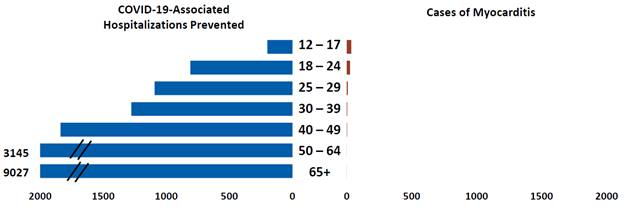 COVID-19-Associated
Hospitalizations Prevented
Cases of Myocarditis
12 – 17
18 – 24
25 – 29
30 – 39
40 – 49
3145
50 – 64
9027
65+
2000 1500 1000 500 0 0 500 1000 1500 2000